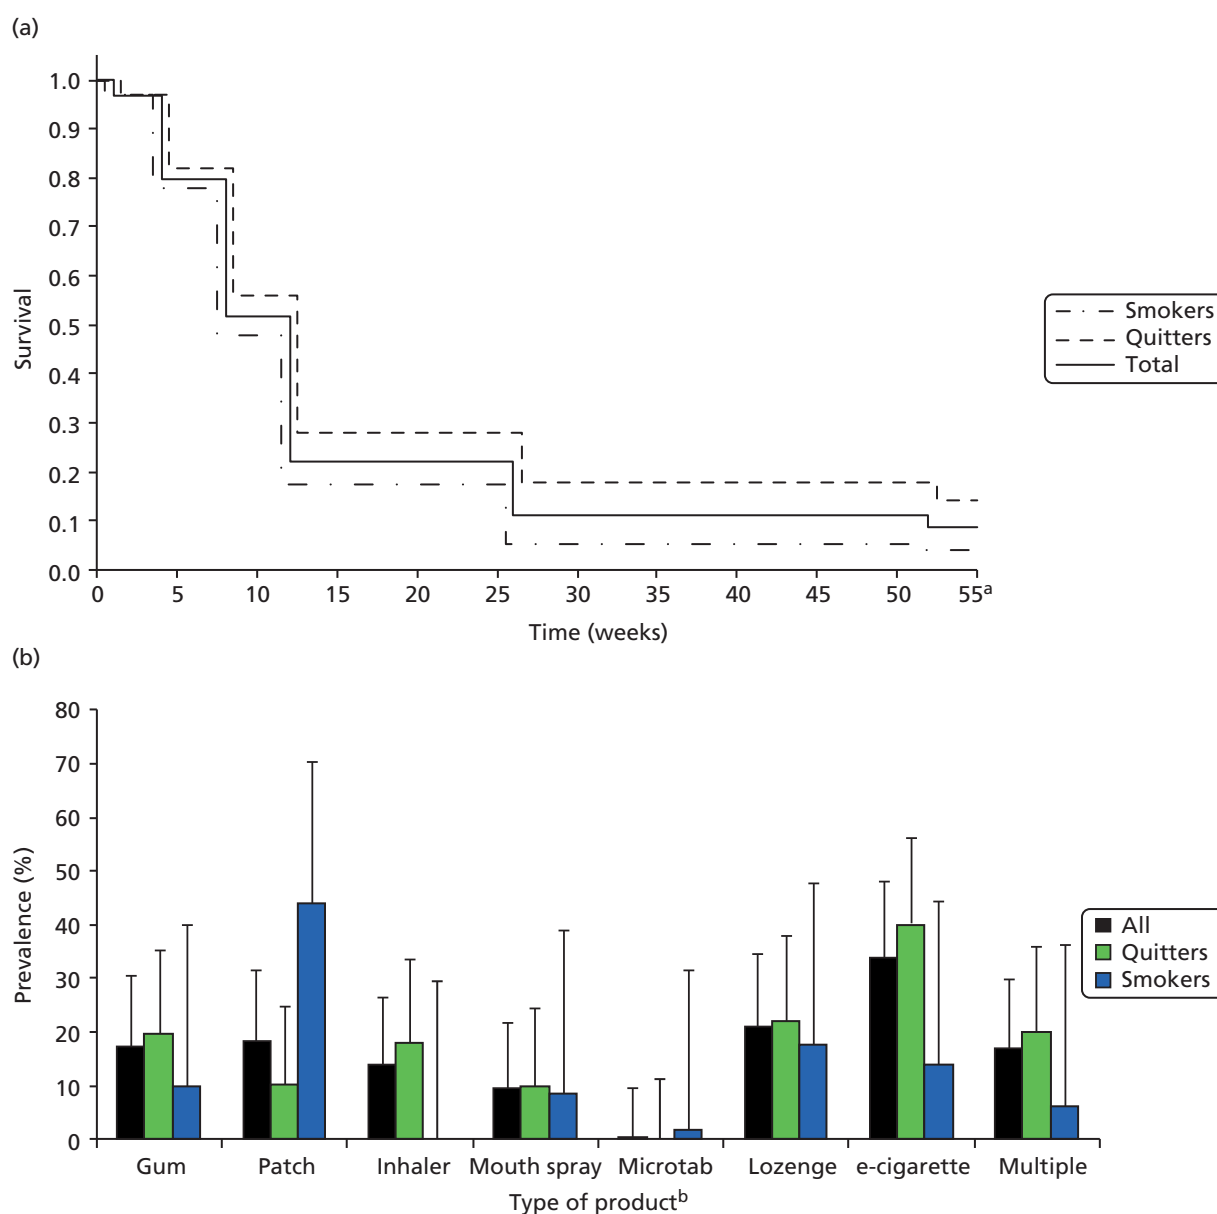 (a)
1.0
0.9
0.8
0.7
0.6
0.5
0.4
0.3
0.2
0.1
0.0
Survival
0 5 10 15 20 25 30 35 40 45 50 55a
Time (weeks)
Smokers
Quitters
Total
(b)
80
70
60
50
40
30
20
10
0
Prevalence (%)
Gum Patch Inhaler Mouth spray Microtab Lozenge e-cigarette Multiple
Type of productb
All
Quitters
Smokers